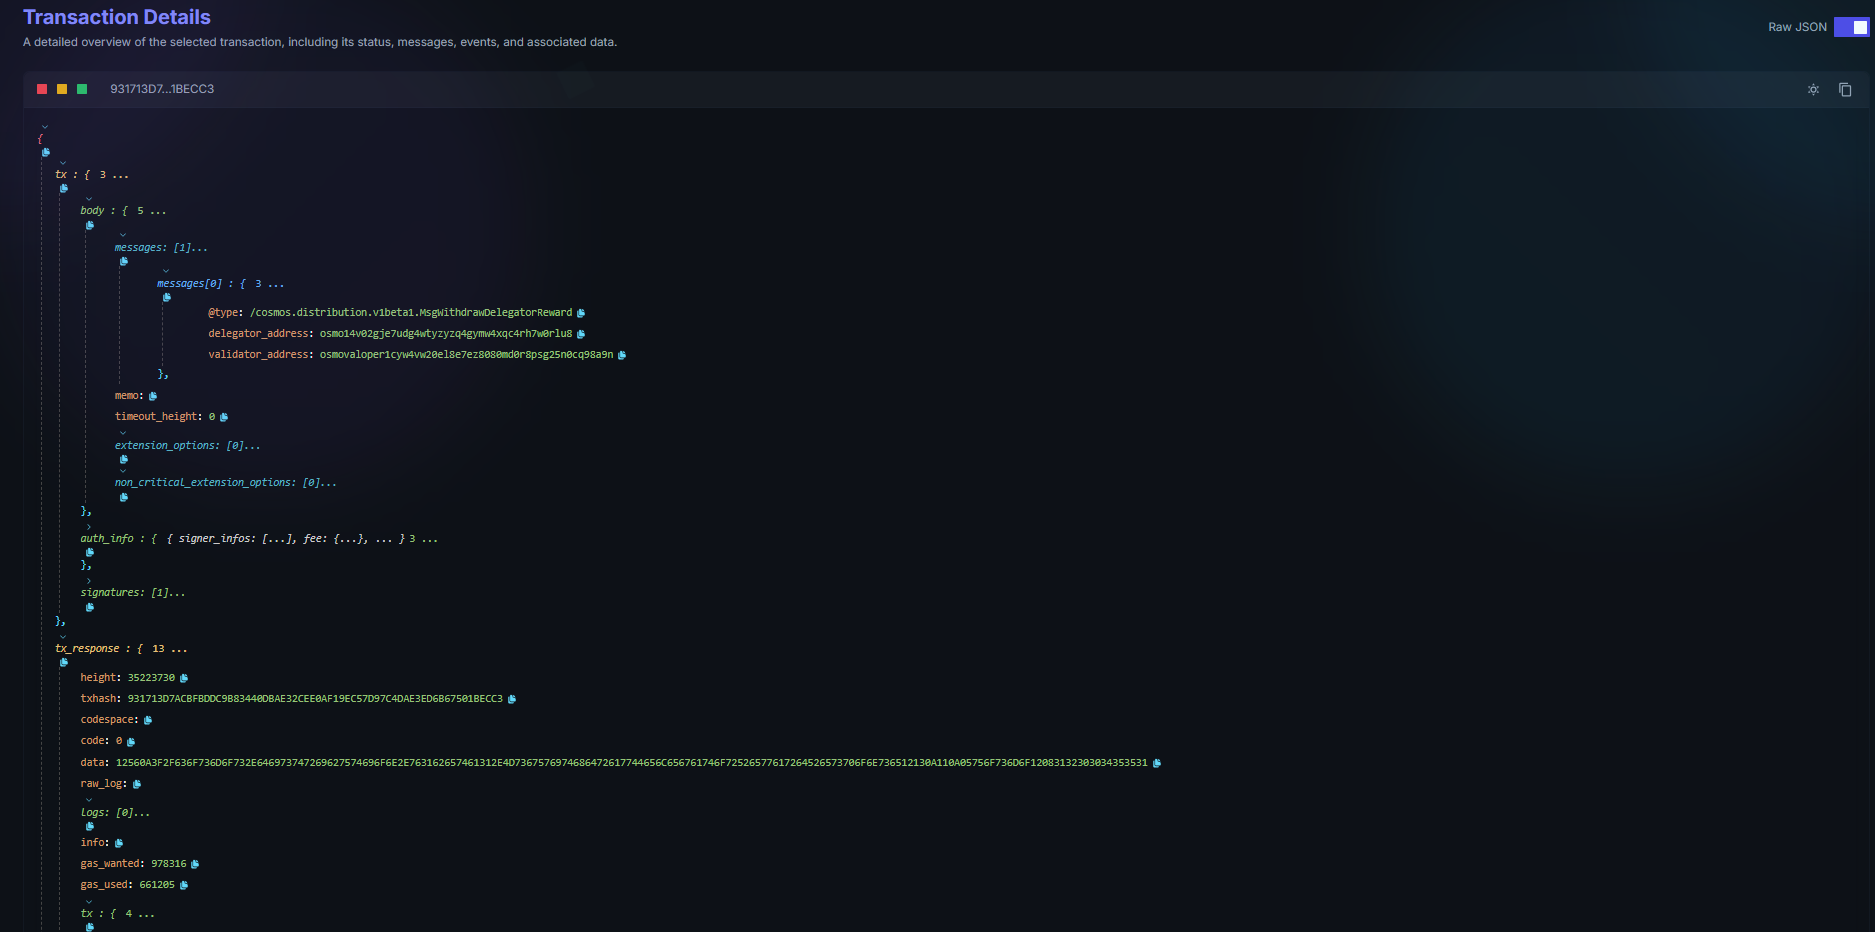 Transaction Details
A detailed overview of the selected transaction, including its status, messages, events, and associated data.
Raw JSON
931713D7...1BECC3
{
tx : { 3 ...
body : { 5 ...
messages: [1]...
messages[0] : { 3 ...
@type: /cosmos.distribution.v1beta1.MsgWithdrawDelegatorReward
delegator_address: osmo14v02gje7udg4wtyzyzq4gymw4xqc4rh7w0rlu8
validator_address: osmovaloper1cyw4vw20el8e7ez8080md0r8psg25n0cq98a9n
},
memo:
timeout_height: 0
extension_options: [0]...
non_critical_extension_options: [0]...
},
auth_info : { { signer_infos: [...], fee: {...}, ... } 3 ...
},
signatures: [1]...
},
tx_response : { 13 ...
height: 35223730
txhash: 931713D7ACBFBDDC9B83440DBAE32CEE0AF19EC57D97C4DAE3ED6B67501BECC3
codespace:
code: 0
data: 12560A3F2F636F736D6F732E646973747269627574696F6E2E763162657461312E4D7367576974686472617744656C656761746F7252657761726452657370 6F6E736512130A110A05756F736D6F12083132303034353531
raw_log:
logs: [0]...
info:
gas_wanted: 978316
gas_used: 661205
tx : { 4 ...